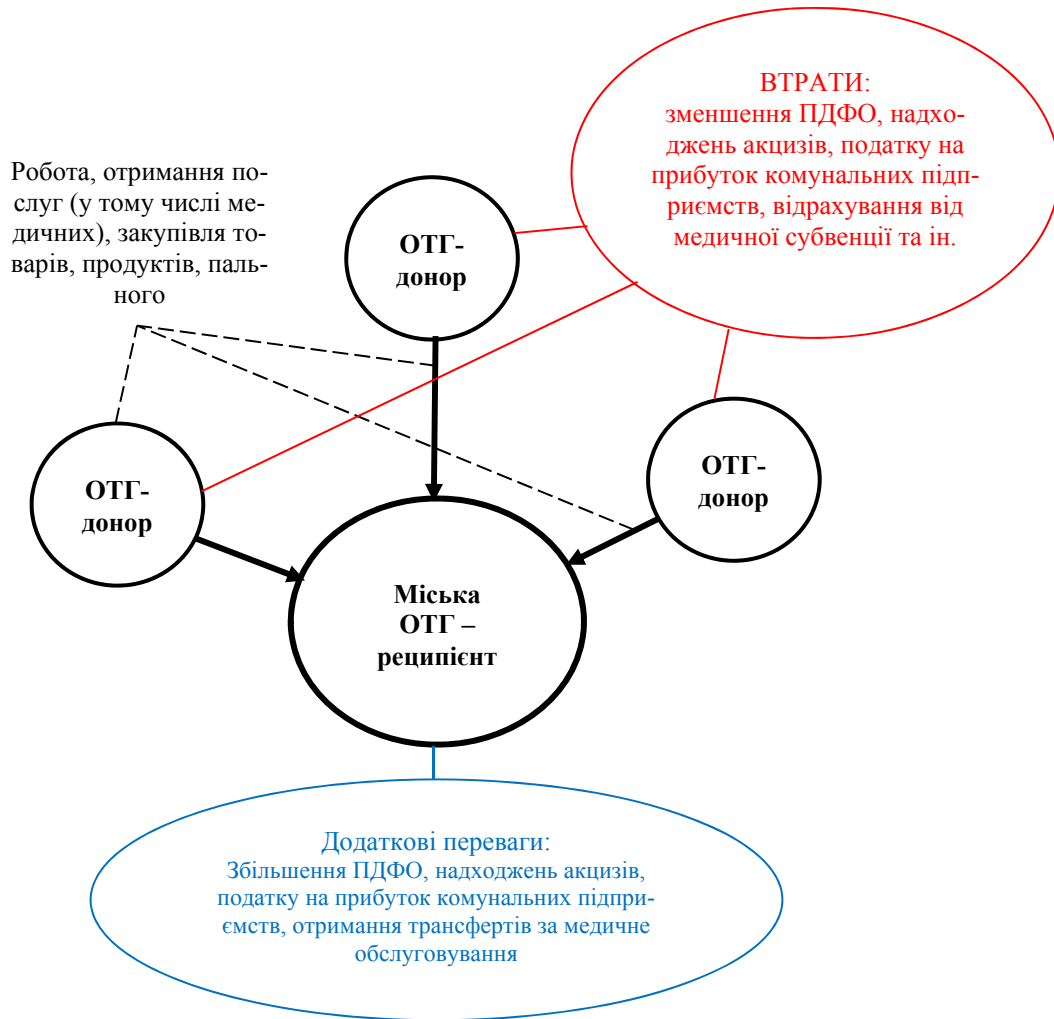 ВТРАТИ:
зменшення ПДФО, надхо-
джень акцизів, податку на
прибуток комунальних підп-
риємств, відрахування від
медичної субвенції та ін.
Робота, отримання по-
слуг (у тому числі ме-
дичних), закупівля то-
варів, продуктів, паль-
ного
ОТГ-
донор
ОТГ-
донор
ОТГ-
донор
Міська
ОТГ –
реципієнт
Додаткові переваги:
Збільшення ПДФО, надходжень акцизів,
податку на прибуток комунальних підпри-
ємств, отримання трансфертів за медичне
обслуговування